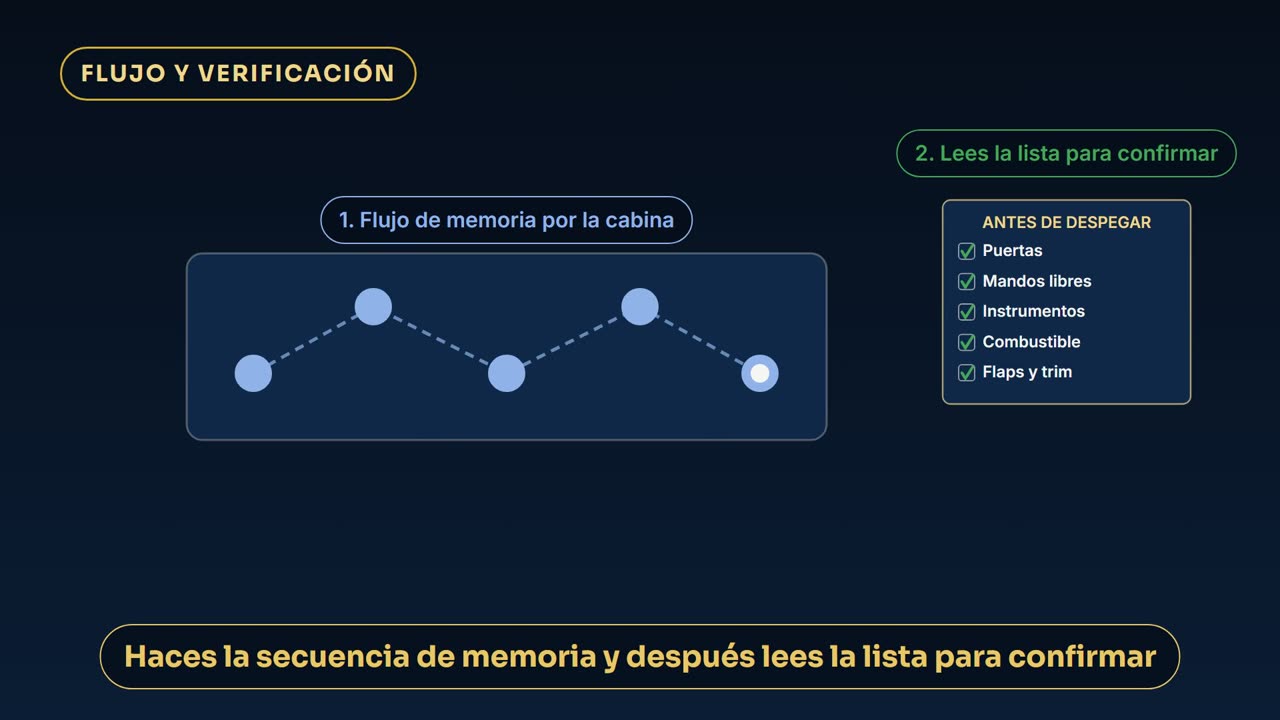 FLUJO Y VERIFICACIÓN
1. Flujo de memoria por la cabina
2. Lees la lista para confirmar
ANTES DE DESPEGAR
Puertas
Mandos libres
Instrumentos
Combustible
Flaps y trim
Haces la secuencia de memoria y después lees la lista para confirmar